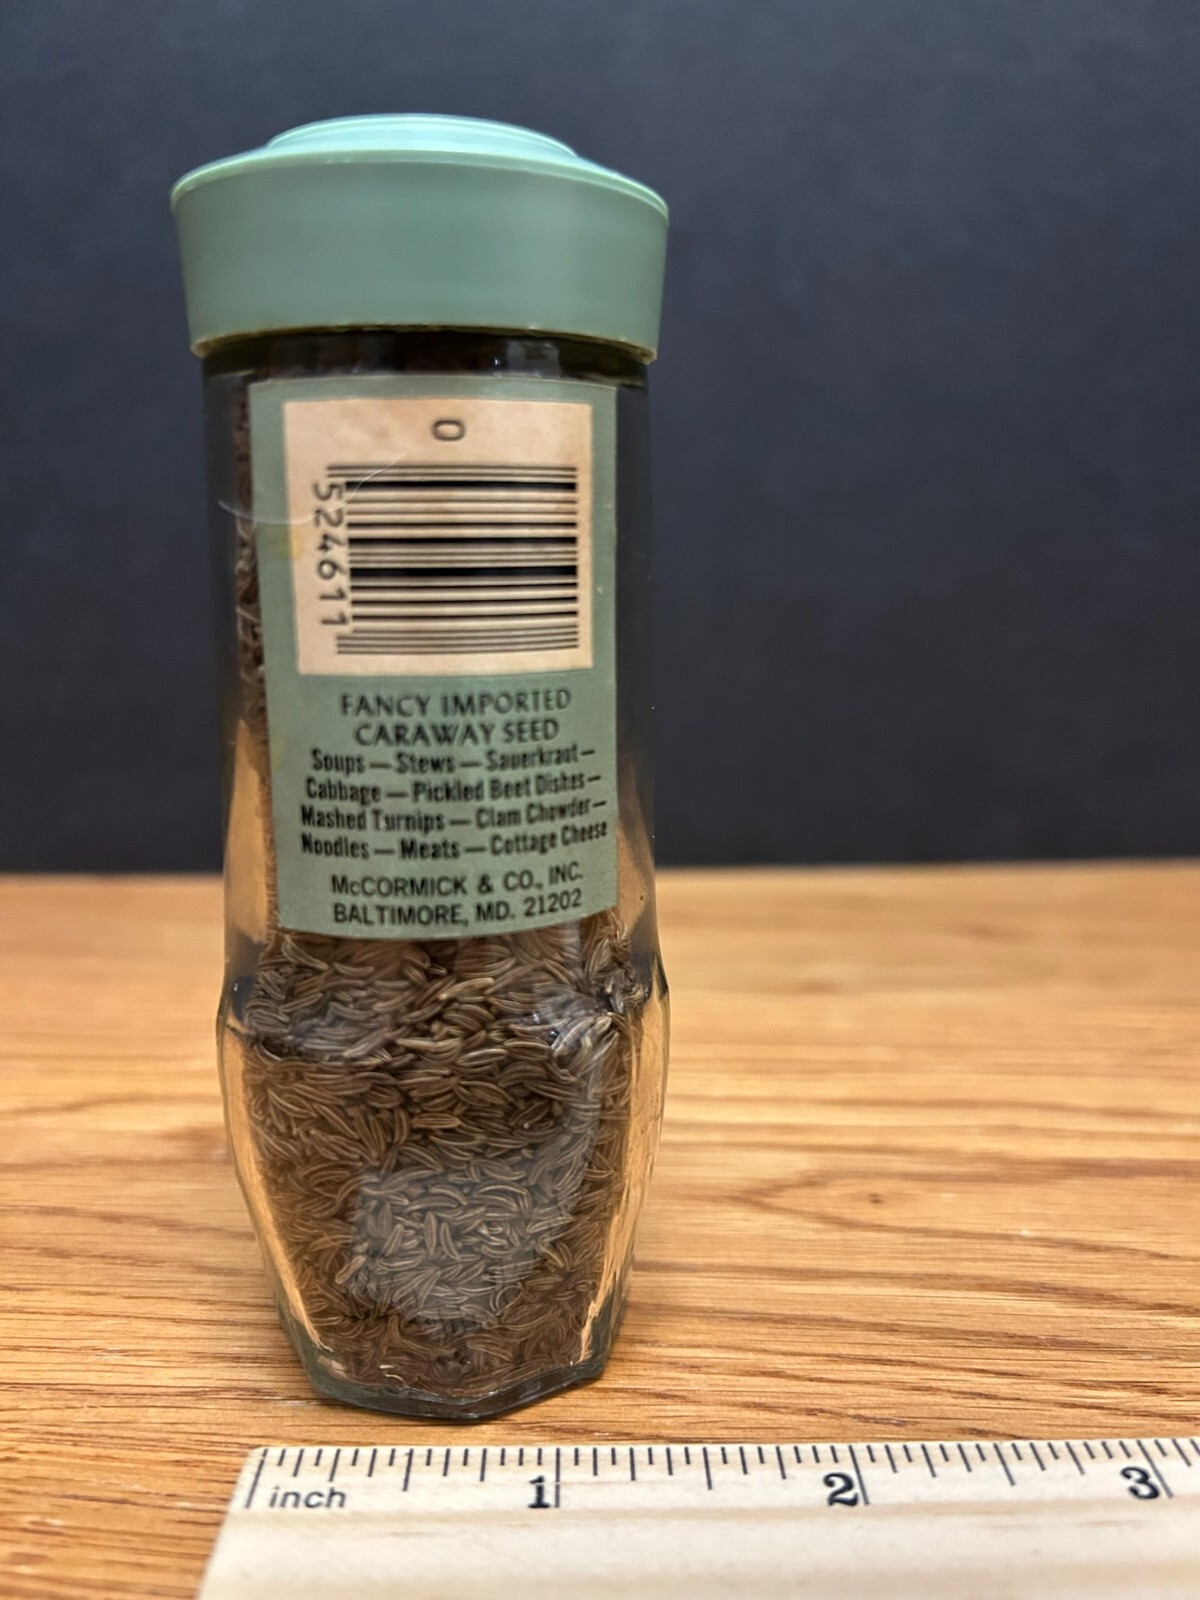 0
524611
FANCY IMPORTED
CARAWAY SEED
Soups — Stews — Sauerkraut —
Cabbage — Pickled Beet Dishes —
Mashed Turnips — Clam Chowder —
Noodles — Meats — Cottage Cheese
McCORMICK & CO., INC.
BALTIMORE, MD. 21202
inch 1 2 3